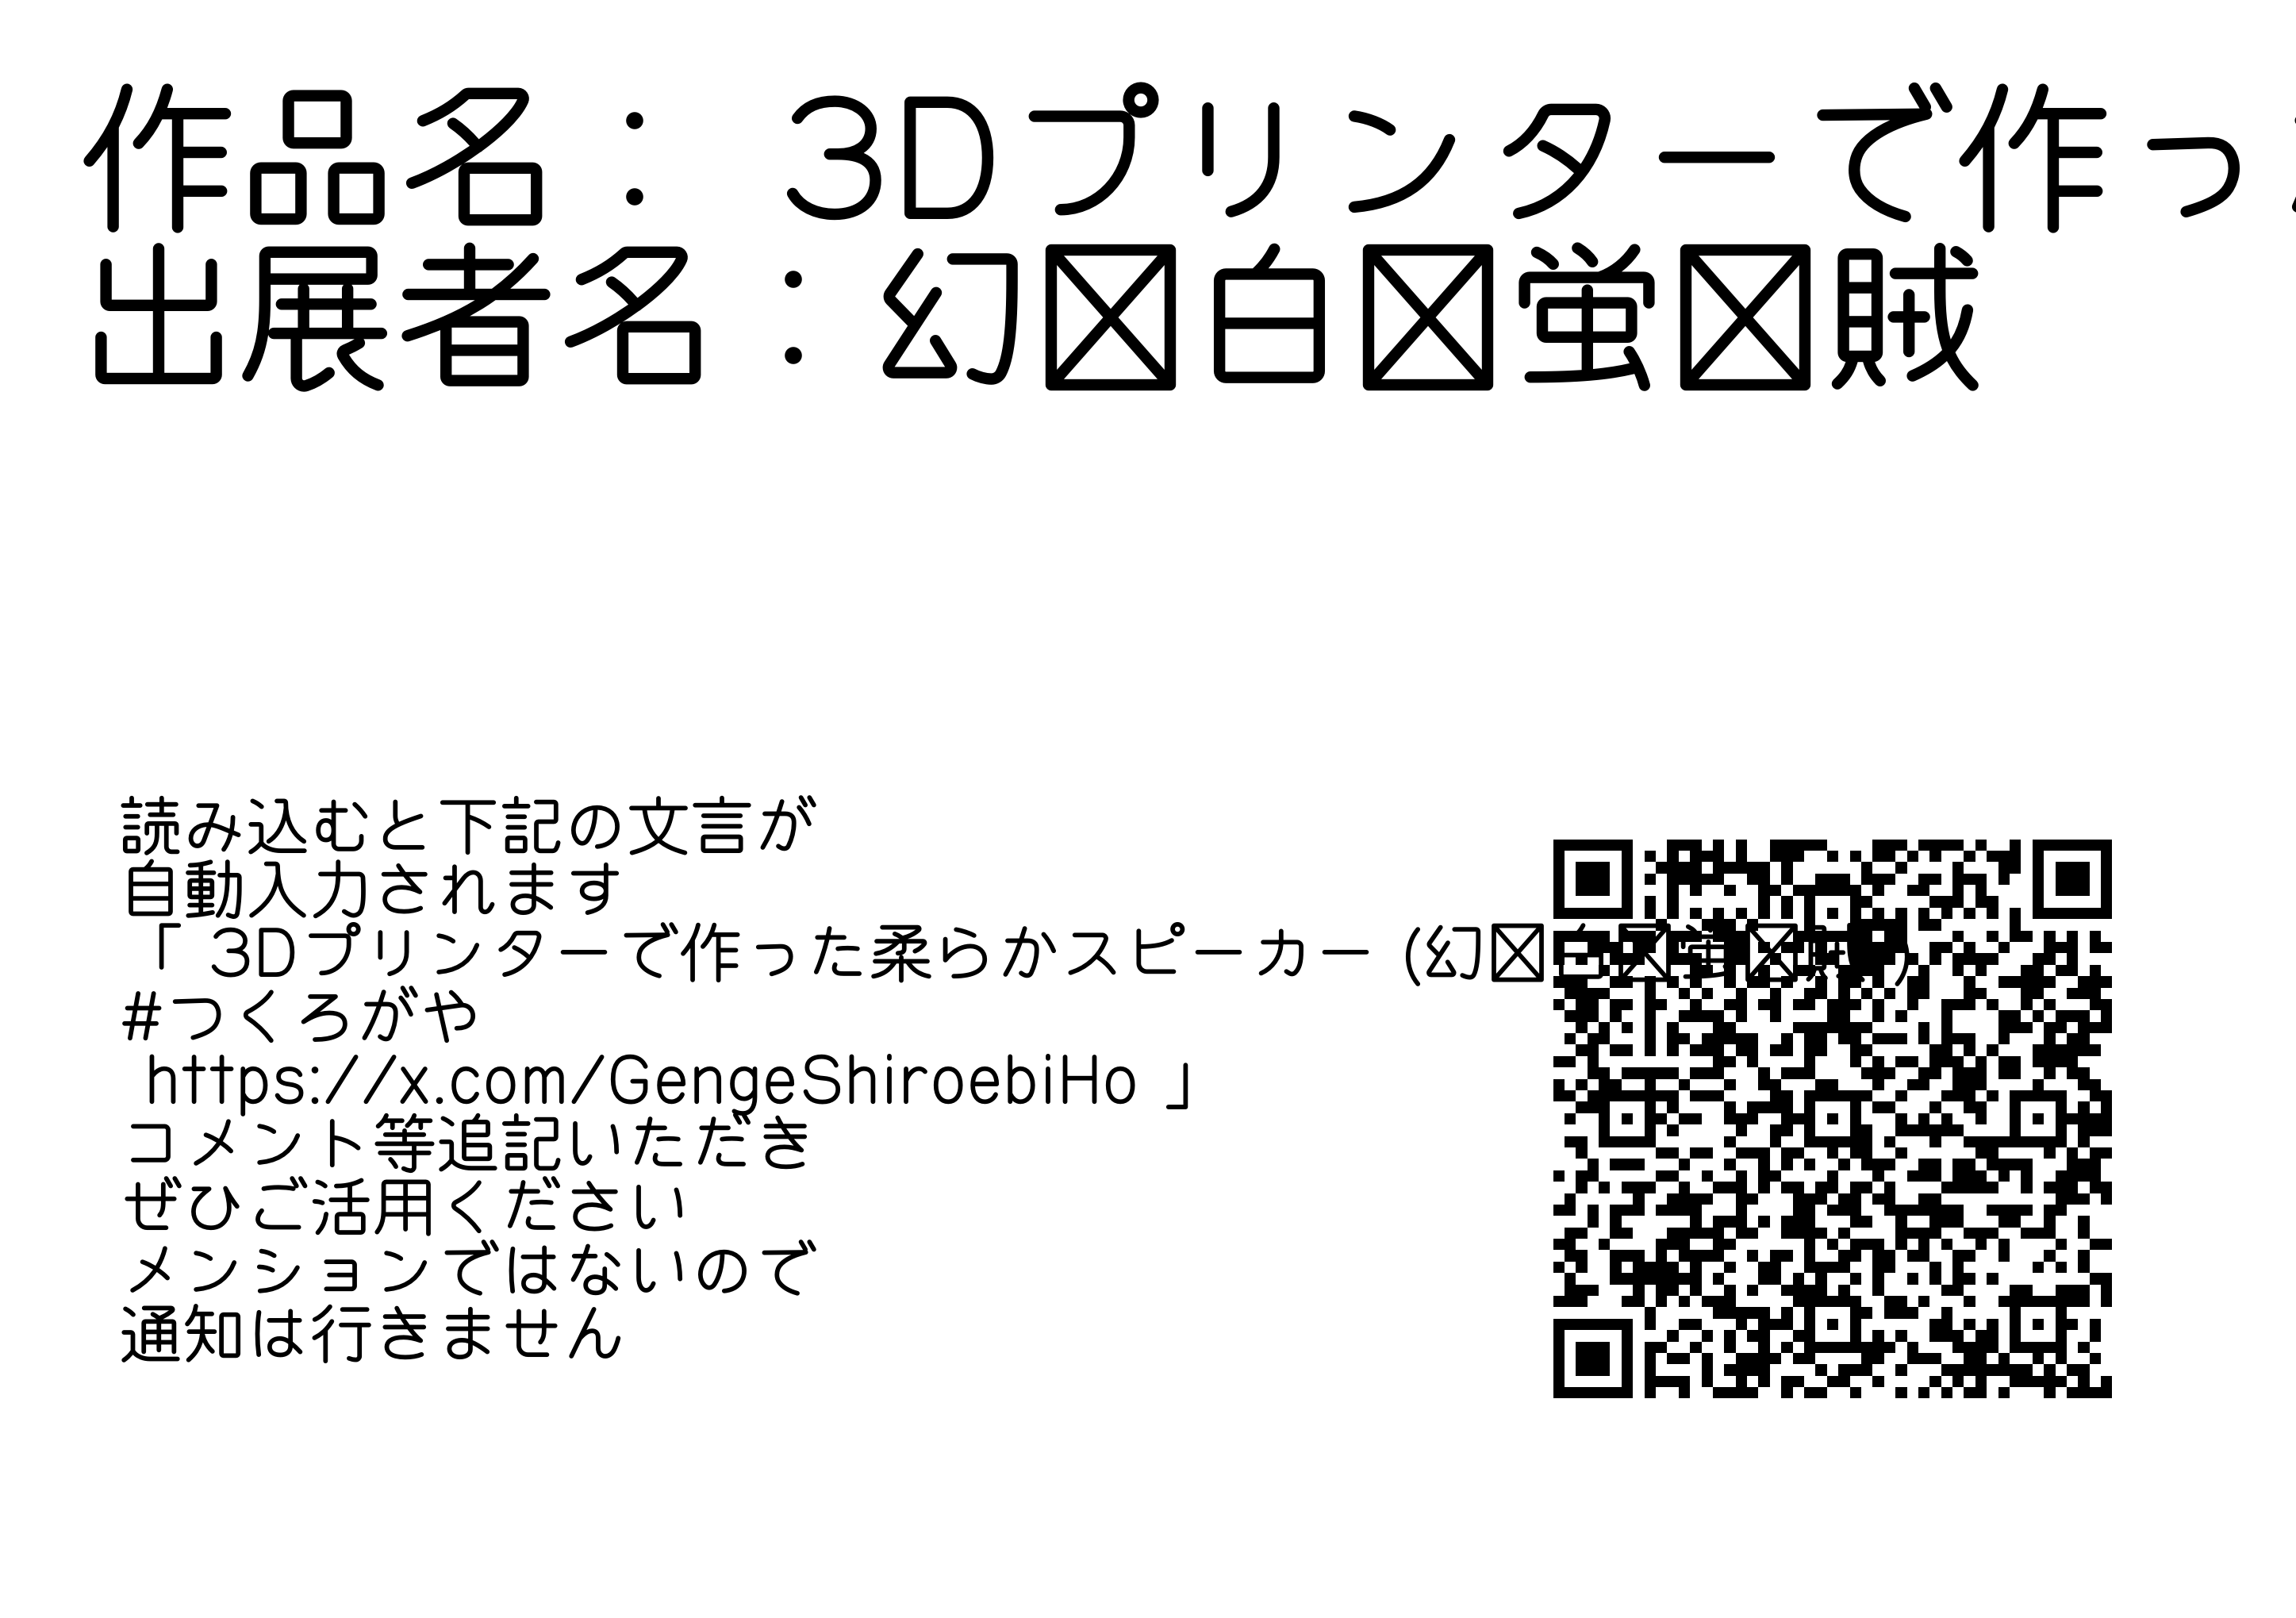 作品名： 3Dプリンターで作っ
出展者名：幻☒白☒蛍☒賊
読み込むと下記の文言が
自動入力されます
「 3Dプリンターで作った柔らかスピーカー (幻☒白☒蛍☒賊)
#つくろがや
https://x.com/GengeShiroebiHo 」
コメント等追記いただき
ぜひご活用ください
メンションではないので
通知は行きません